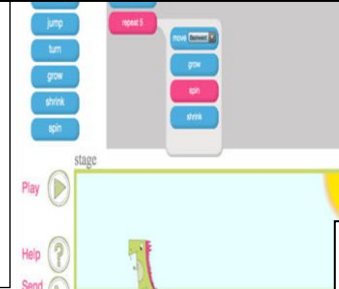 jump
turn
grow
shrink
spin
repeat 5
move
grow
spin
shrink
stage
Play
Help
Send